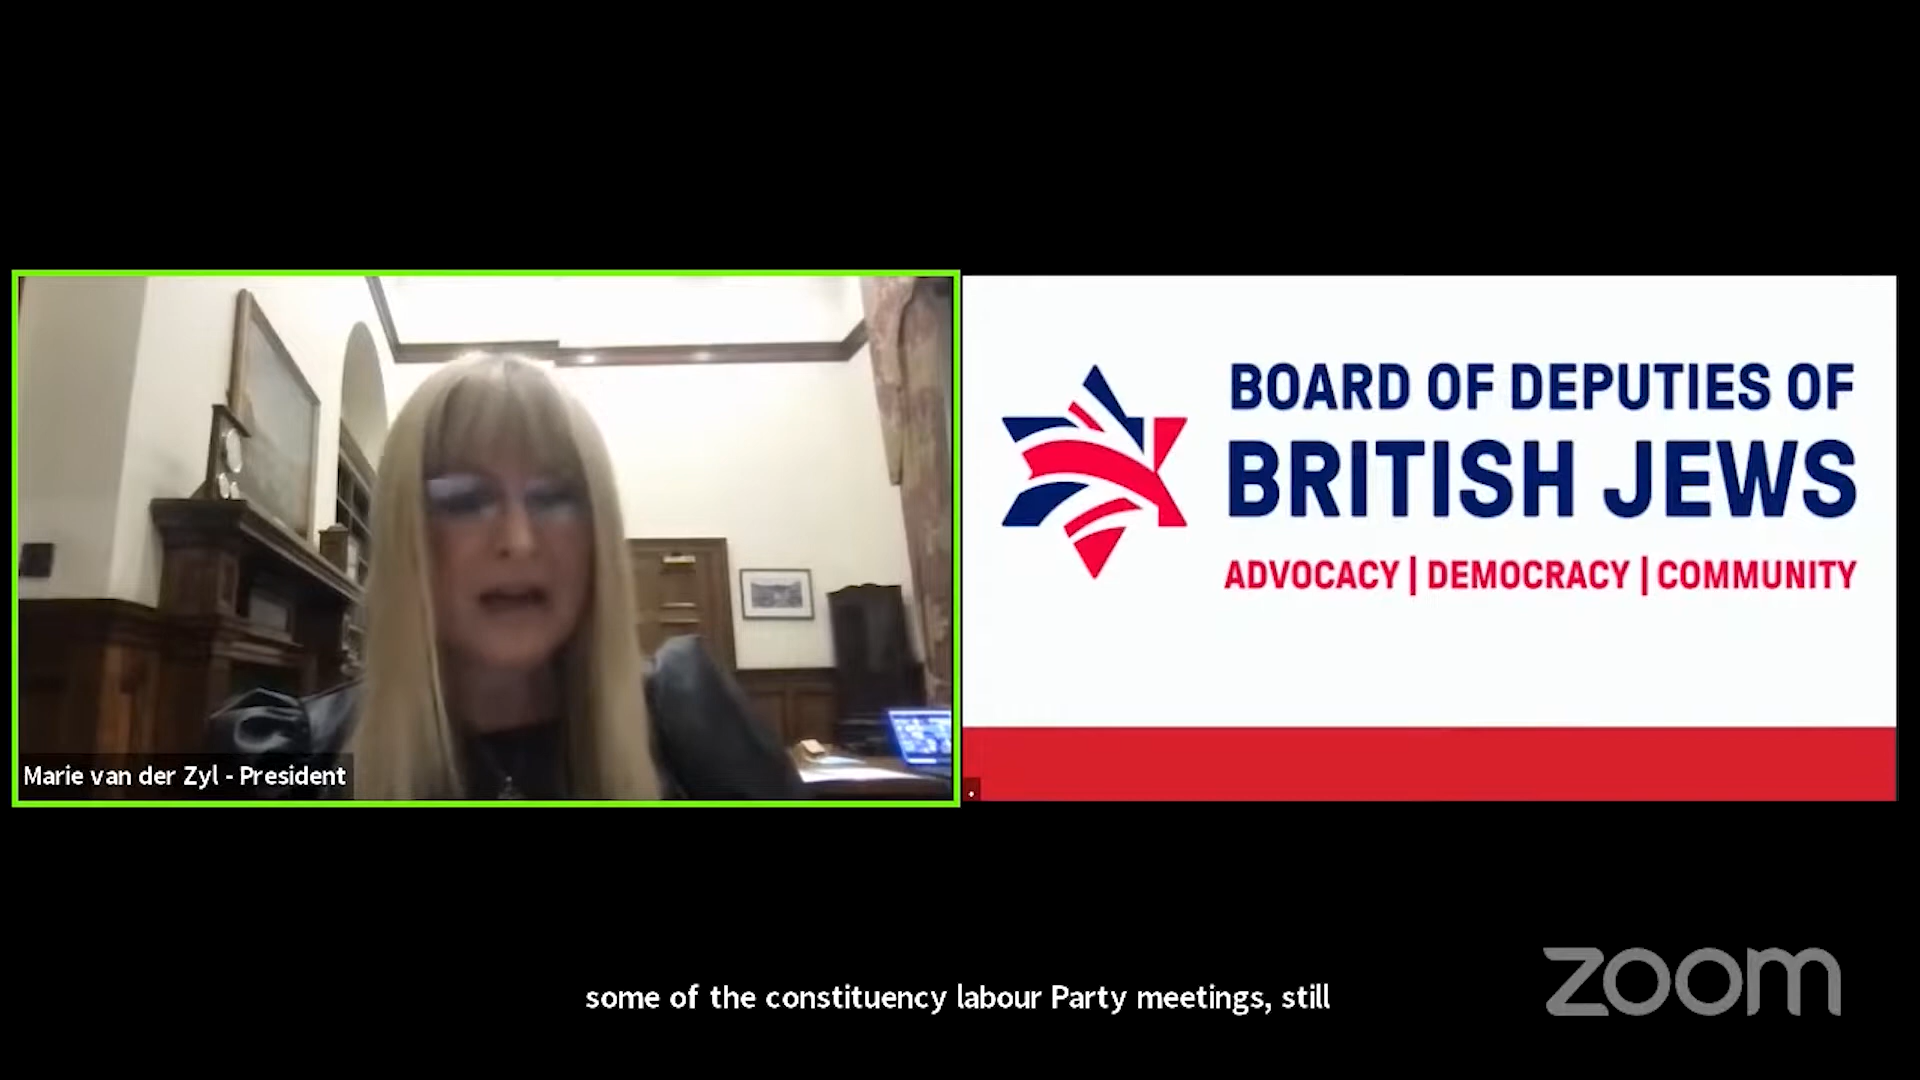 BOARD OF DEPUTIES OF
BRITISH JEWS
ADVOCACY | DEMOCRACY | COMMUNITY
Marie van der Zyl - President
.
some of the constituency labour Party meetings, still
zoom